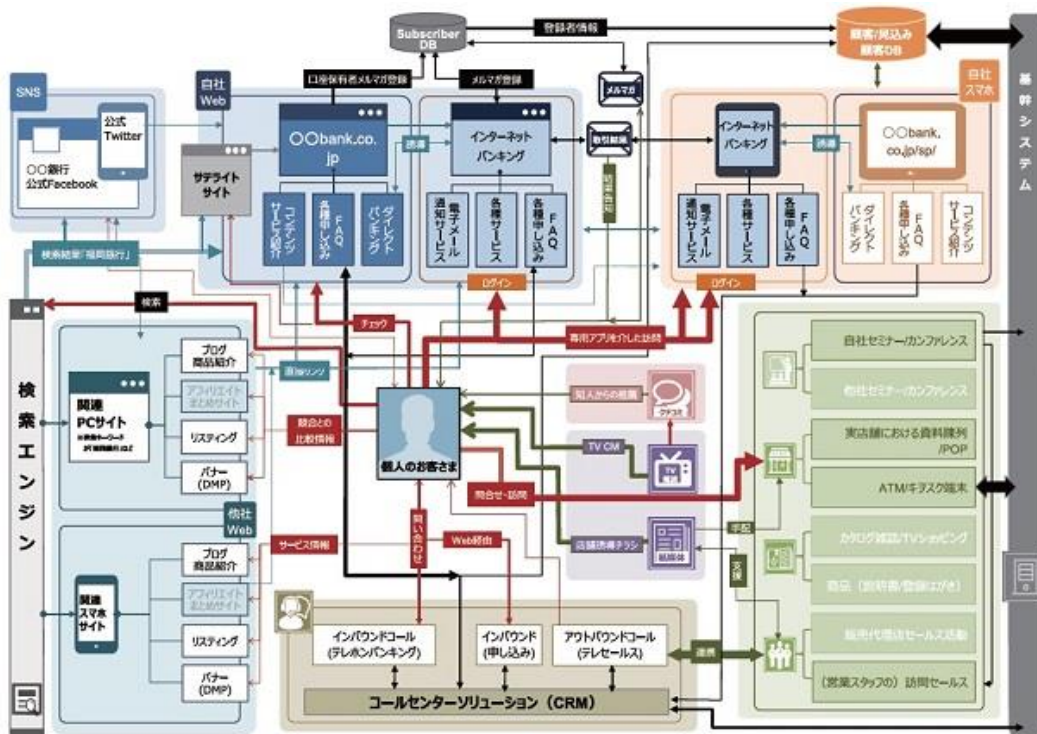 Subscriber
DB
登録者情報
顧客/見込み
顧客DB
基幹システム
SNS
公式
Twitter
〇〇銀行
公式Facebook
自社
Web
口座保有者メルマガ登録
メルマガ登録
メルマガ
自社
スマホ
〇〇bank.co.
jp
誘導
インターネット
バンキング
取引結果
インターネット
バンキング
誘導
〇〇bank.
co.jp/sp/
サテライト
サイト
コンテンツ
サービス紹介
FAQ
各種申し込み
ダイレクト
バンキング
電子メール
通知サービス
各種サービス
FAQ
各種申し込み
電子メール
通知サービス
各種サービス
FAQ
各種申し込み
ダイレクト
バンキング
FAQ
各種申し込み
コンテンツ
サービス紹介
検索結果「福岡銀行」
ログイン
ログイン
検索
チェック
専用アプリを介した訪問
検索エンジン
ブログ
商品紹介
アフィリエイト
まとめサイト
リスティング
バナー
(DMP)
関連
PCサイト
直接リンク
競合との
比較情報
個人のお客さま
知人からの推薦
クチコミ
TV CM
TV
問合せ・訪問
店舗誘導チラシ
紙媒体
手配
支援
自社セミナー/カンファレンス
他社セミナー/カンファレンス
実店舗における資料陳列
/POP
ATM/キヲスク端末
カタログ雑誌/TVショッピング
商品(説明書/登録はがき)
販売代理店セールス活動
(営業スタッフの)訪問セールス
他社
Web
ブログ
商品紹介
アフィリエイト
まとめサイト
リスティング
バナー
(DMP)
関連
スマホ
サイト
サービス情報
問い合わせ
Web経由
インバウンドコール
(テレホンバンキング)
インバウンド
(申し込み)
アウトバウンドコール
(テレセールス)
連携
コールセンターソリューション(CRM)